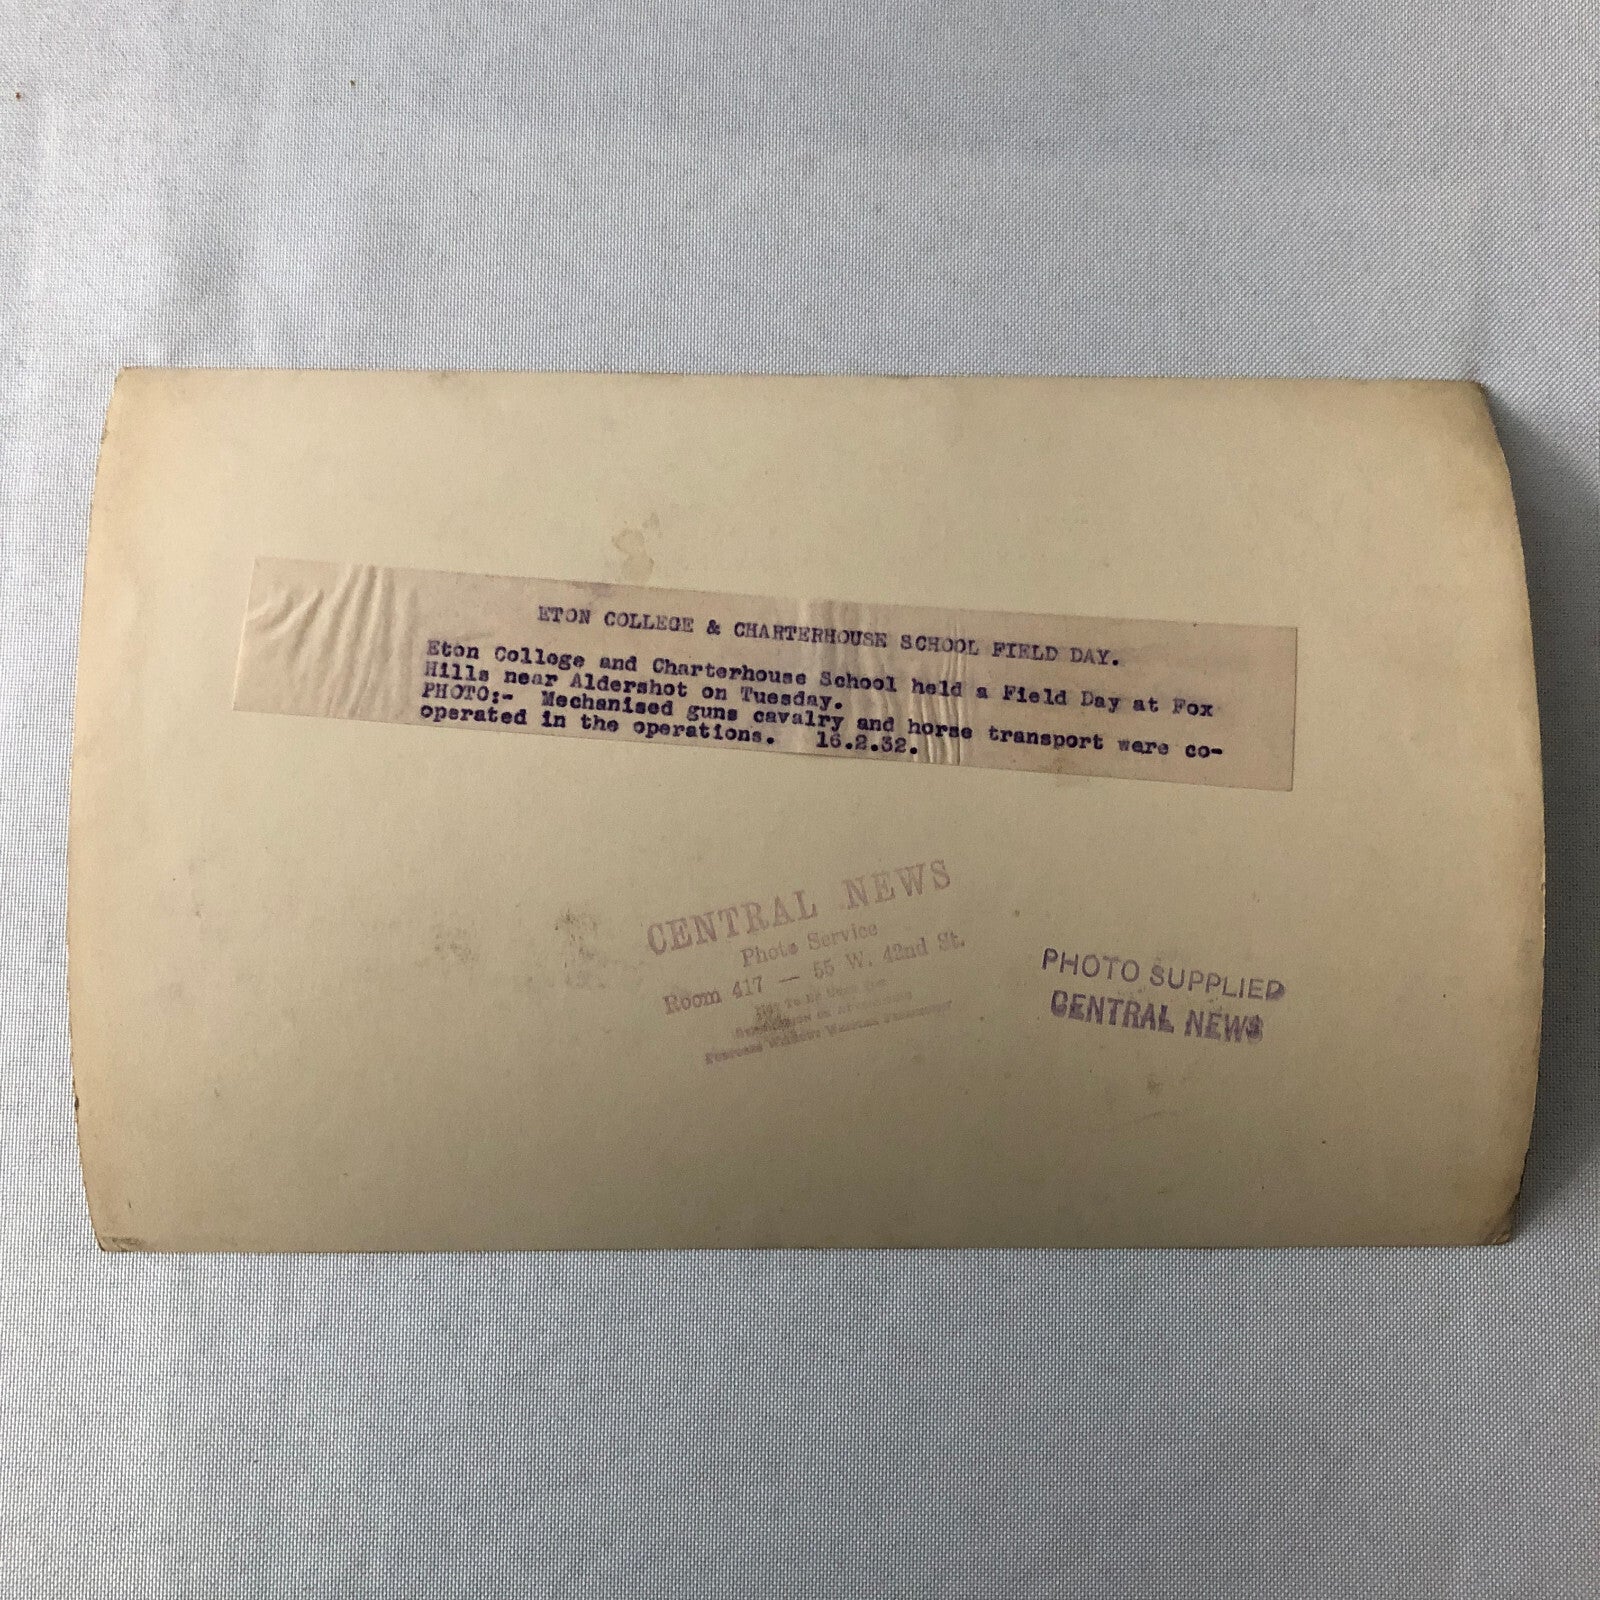 ETON COLLEGE & CHARTERHOUSE SCHOOL FIELD DAY.
Eton College and Charterhouse School held a Field Day at Fox
Hills near Aldershot on Tuesday.
PHOTO:- Mechanised guns cavalry and horse transport ware co-
operated in the operations. 16.2.32.
CENTRAL NEWS
Photo Service
Room 417 — 55 W. 42nd St.
PHOTO SUPPLIED
CENTRAL NEWS